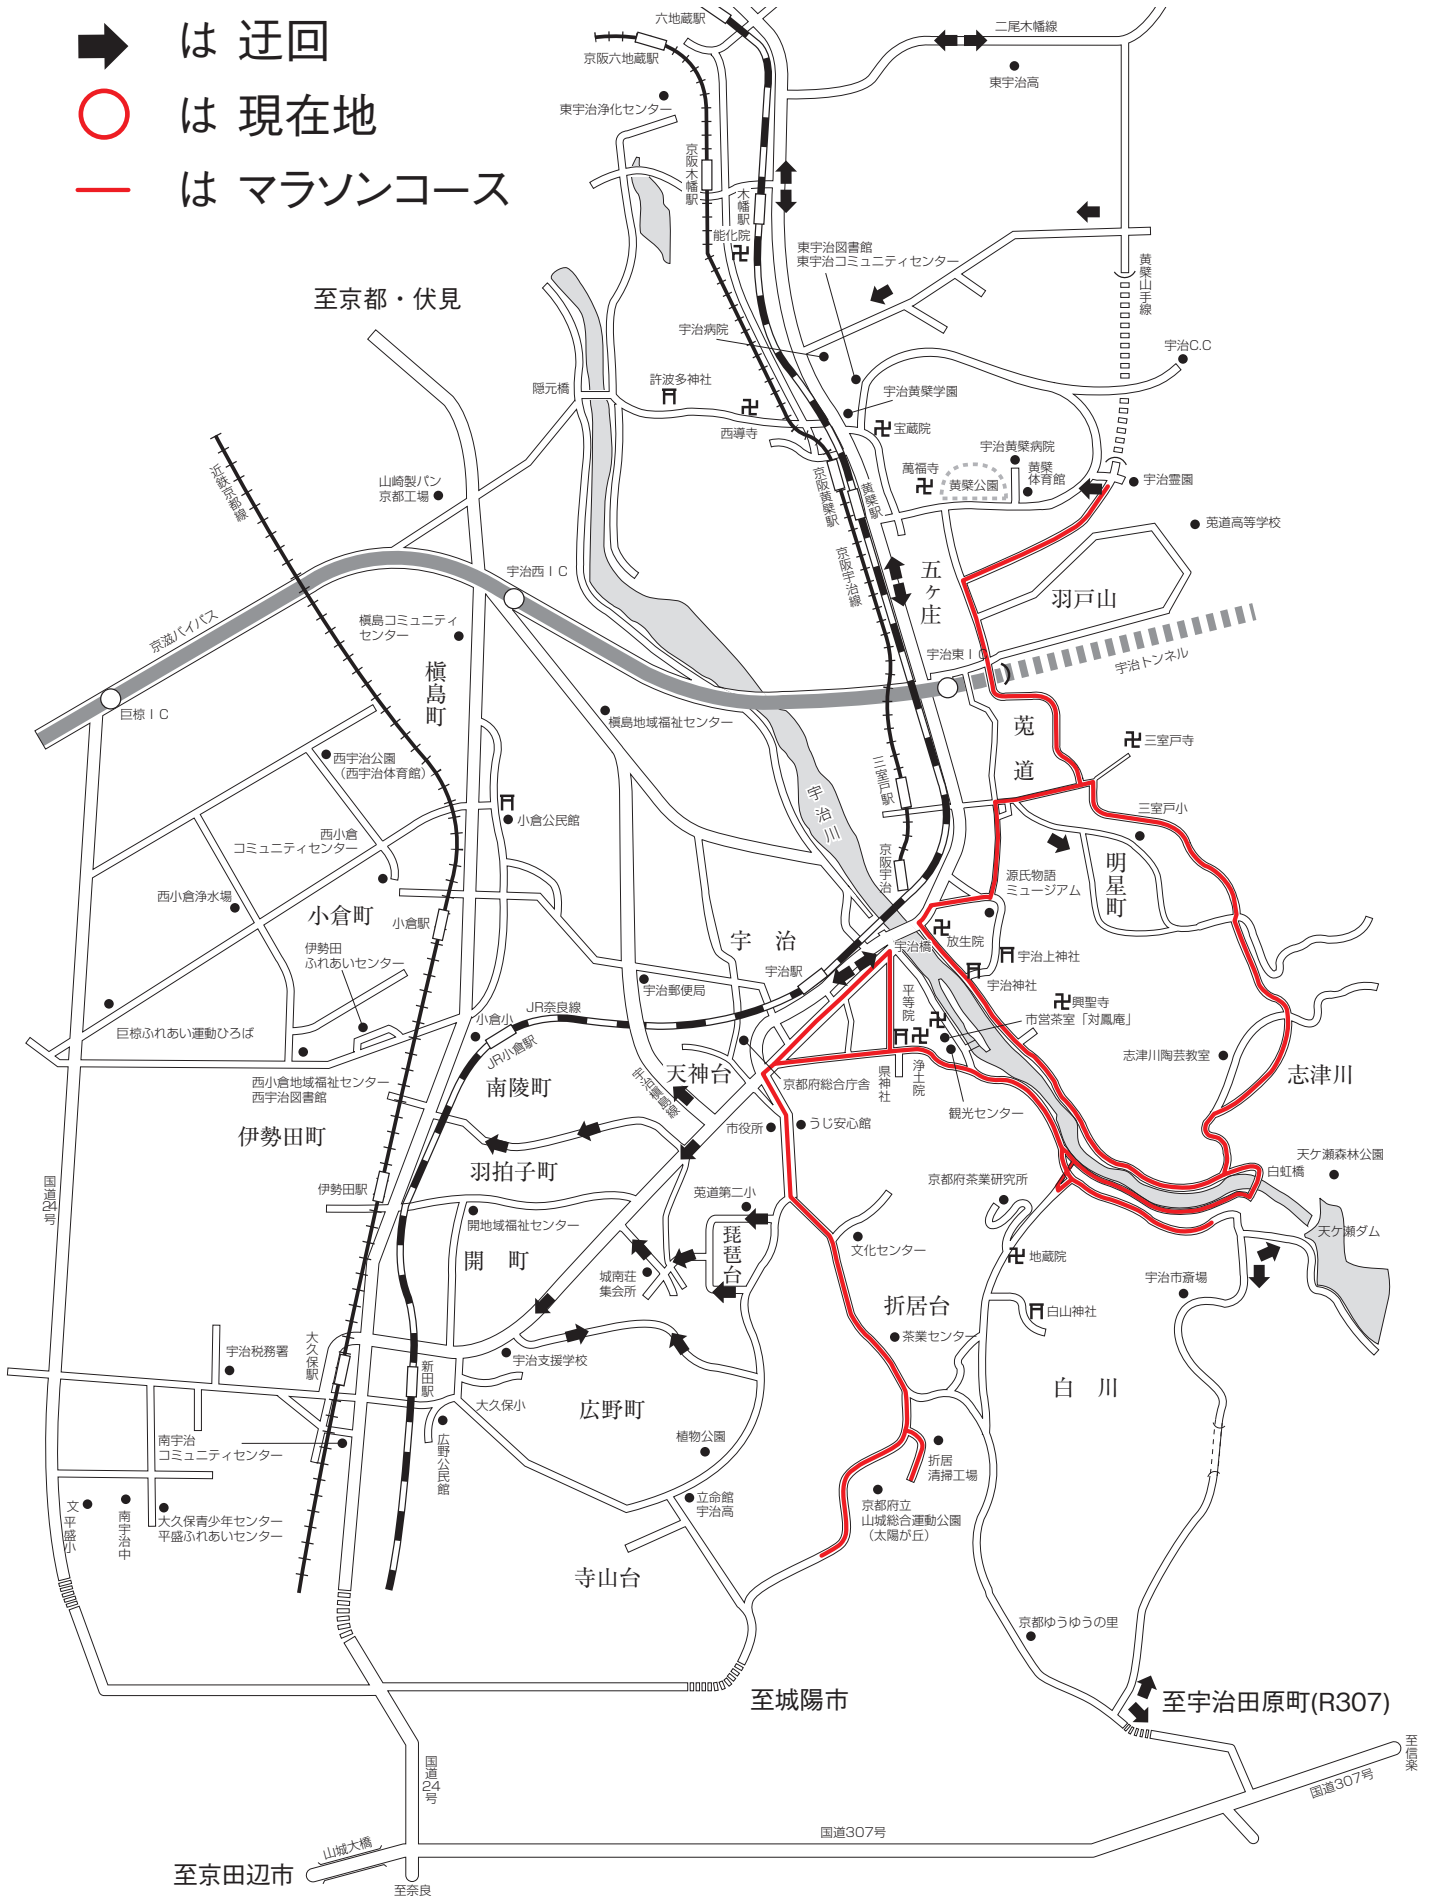 は 迂回
は 現在地
は マラソンコース
六地蔵駅
京阪六地蔵駅
二尾木幡線
東宇治高
東宇治浄化センター
京阪木幡駅
木幡駅
能化院
東宇治図書館
東宇治コミュニティセンター
黄檗山手線
至京都・伏見
宇治病院
宇治C.C
隠元橋
許波多神社
宇治黄檗学園
西導寺
宝蔵院
宇治黄檗病院
近鉄京都線
山崎製パン
京都工場
京阪黄檗駅
黄檗駅
萬福寺
黄檗公園
黄檗
体育館
宇治霊園
莵道高等学校
京阪宇治線
五ヶ庄
羽戸山
宇治西IC
京滋バイパス
槇島コミュニティ
センター
槇島町
宇治東IC
宇治トンネル
巨椋IC
槇島地域福祉センター
莵道
三室戸寺
西宇治公園
（西宇治体育館）
三室戸駅
宇治川
三室戸小
小倉公民館
西小倉
コミュニティセンター
京阪宇治
源氏物語
ミュージアム
明星町
西小倉浄水場
小倉町
小倉駅
伊勢田
ふれあいセンター
宇 治
宇治橋
放生院
宇治上神社
宇治駅
宇治神社
宇治郵便局
平等院
興聖寺
市営茶室「対鳳庵」
巨椋ふれあい運動ひろば
JR奈良線
小倉小
JR小倉駅
志津川陶芸教室
志津川
西小倉地域福祉センター
西宇治図書館
南陵町
宇治槇島線
天神台
京都府総合庁舎
県神社
浄土院
観光センター
伊勢田町
市役所
うじ安心館
羽拍子町
天ケ瀬森林公園
白虹橋
国道24号
伊勢田駅
莵道第二小
京都府茶業研究所
開地域福祉センター
琵琶台
文化センター
天ケ瀬ダム
開 町
城南荘
集会所
地蔵院
宇治市斎場
折居台
白山神社
茶業センター
大久保駅
宇治税務署
新田駅
宇治支援学校
白 川
大久保小
広野町
南宇治
コミュニティセンター
広野公民館
植物公園
折居
清掃工場
文
平盛小
南宇治中
大久保青少年センター
平盛ふれあいセンター
立命館
宇治高
京都府立
山城総合運動公園
（太陽が丘）
寺山台
京都ゆうゆうの里
至城陽市
至宇治田原町(R307)
至信楽
国道24号
国道307号
国道307号
山城大橋
至京田辺市
至奈良